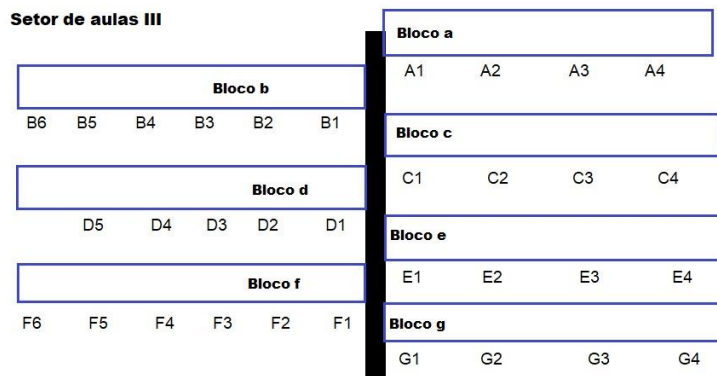 Setor de aulas III
Bloco a
A1 A2 A3 A4
Bloco b
B6 B5 B4 B3 B2 B1
Bloco c
C1 C2 C3 C4
Bloco d
D5 D4 D3 D2 D1
Bloco e
E1 E2 E3 E4
Bloco f
F6 F5 F4 F3 F2 F1
Bloco g
G1 G2 G3 G4